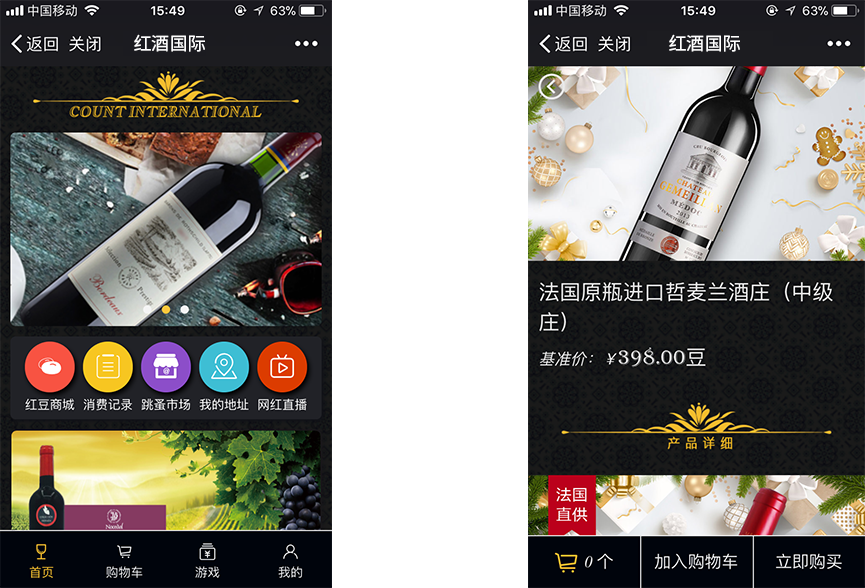 中国移动
15:49
63%
返回 关闭
红酒国际
COUNT INTERNATIONAL
Bordeaux
红豆商城
消费记录
跳蚤市场
我的地址
网红直播
首页
购物车
游戏
我的
中国移动
15:49
63%
返回 关闭
红酒国际
CHATEAU
OSMEILLAN
MÉDOC
2013
法国原瓶进口哲麦兰酒庄（中级
庄）
基准价：￥398.00豆
产品详细
法国
直供
0个
加入购物车
立即购买